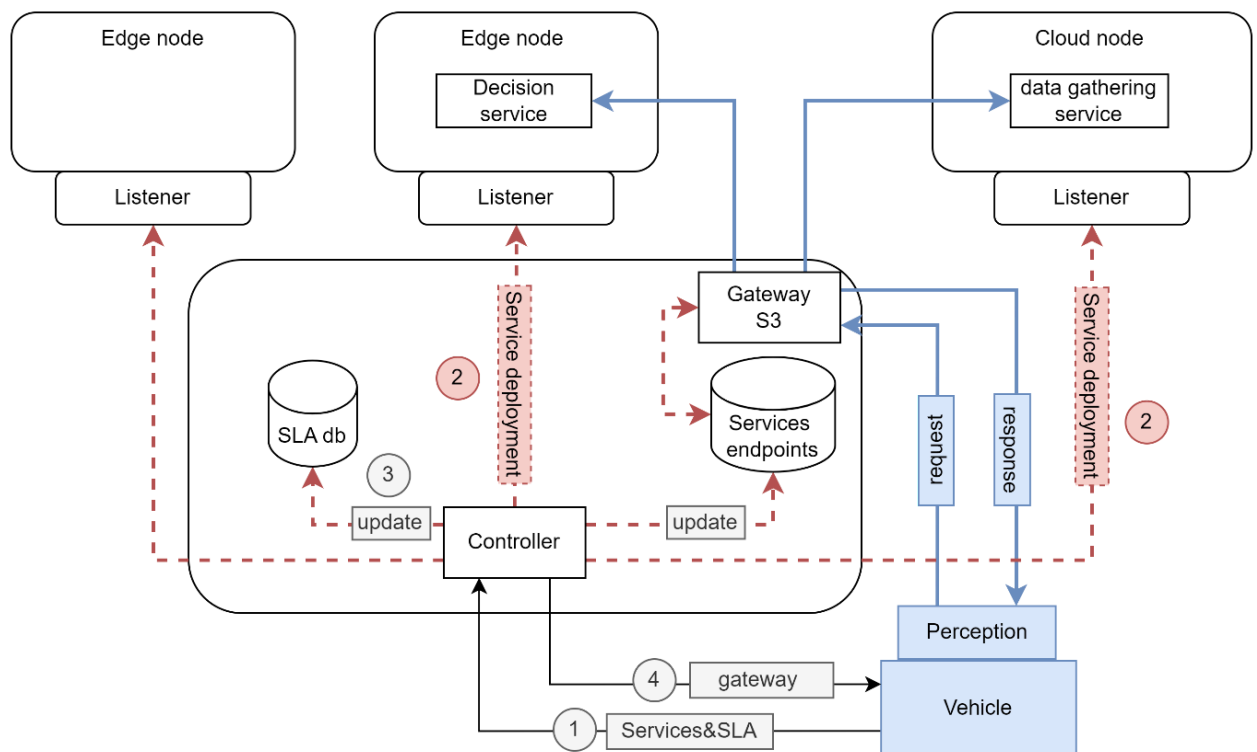 Edge node
Edge node
Cloud node
Decision
service
data gathering
service
Listener
Listener
Listener
Gateway
S3
Service deployment
Service deployment
2
2
SLA db
Services
endpoints
request
response
3
update
update
Controller
Perception
4
gateway
Vehicle
1
Services&SLA